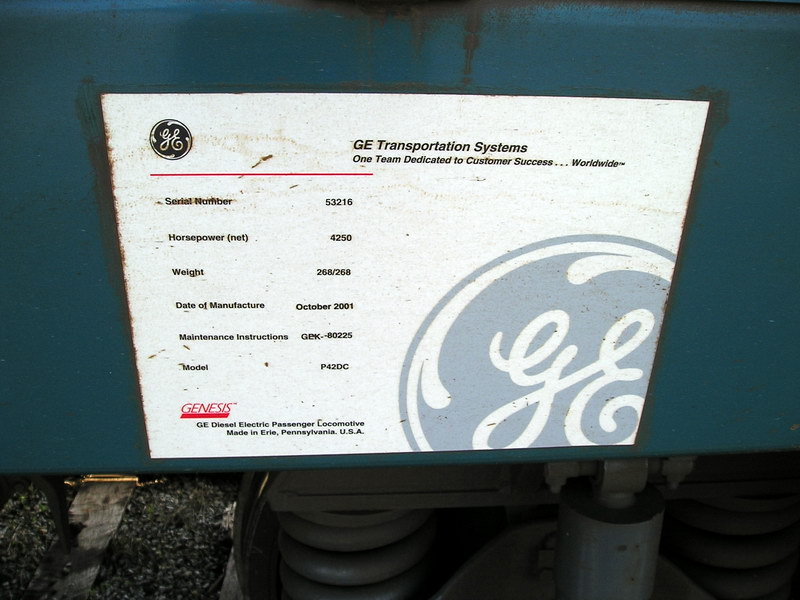 GE
GE Transportation Systems
One Team Dedicated to Customer Success . . . Worldwide™
Serial Number 53216
Horsepower (net) 4250
Weight 268/268
Date of Manufacture October 2001
Maintenance Instructions GEK-80225
Model P42DC
GENESIS™
GE Diesel Electric Passenger Locomotive
Made in Erie, Pennsylvania. U.S.A.
GE